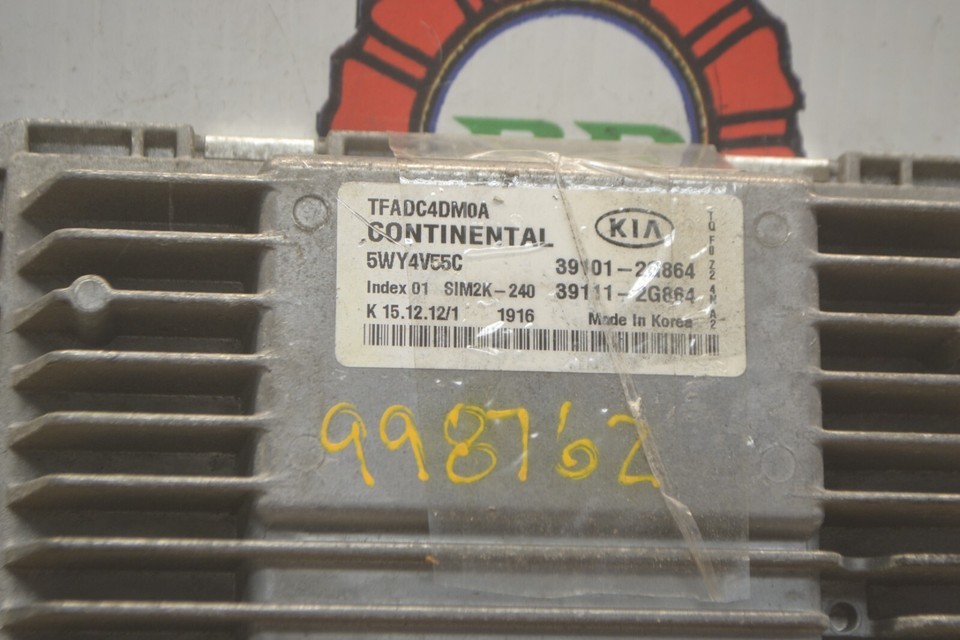 TFADC4DM0A
CONTINENTAL
KIA
5WY4V55C
39101-2G864
Index 01 SIM2K-240 39111-2G864
K 15.12.12/1 1916 Made In Korea
998762